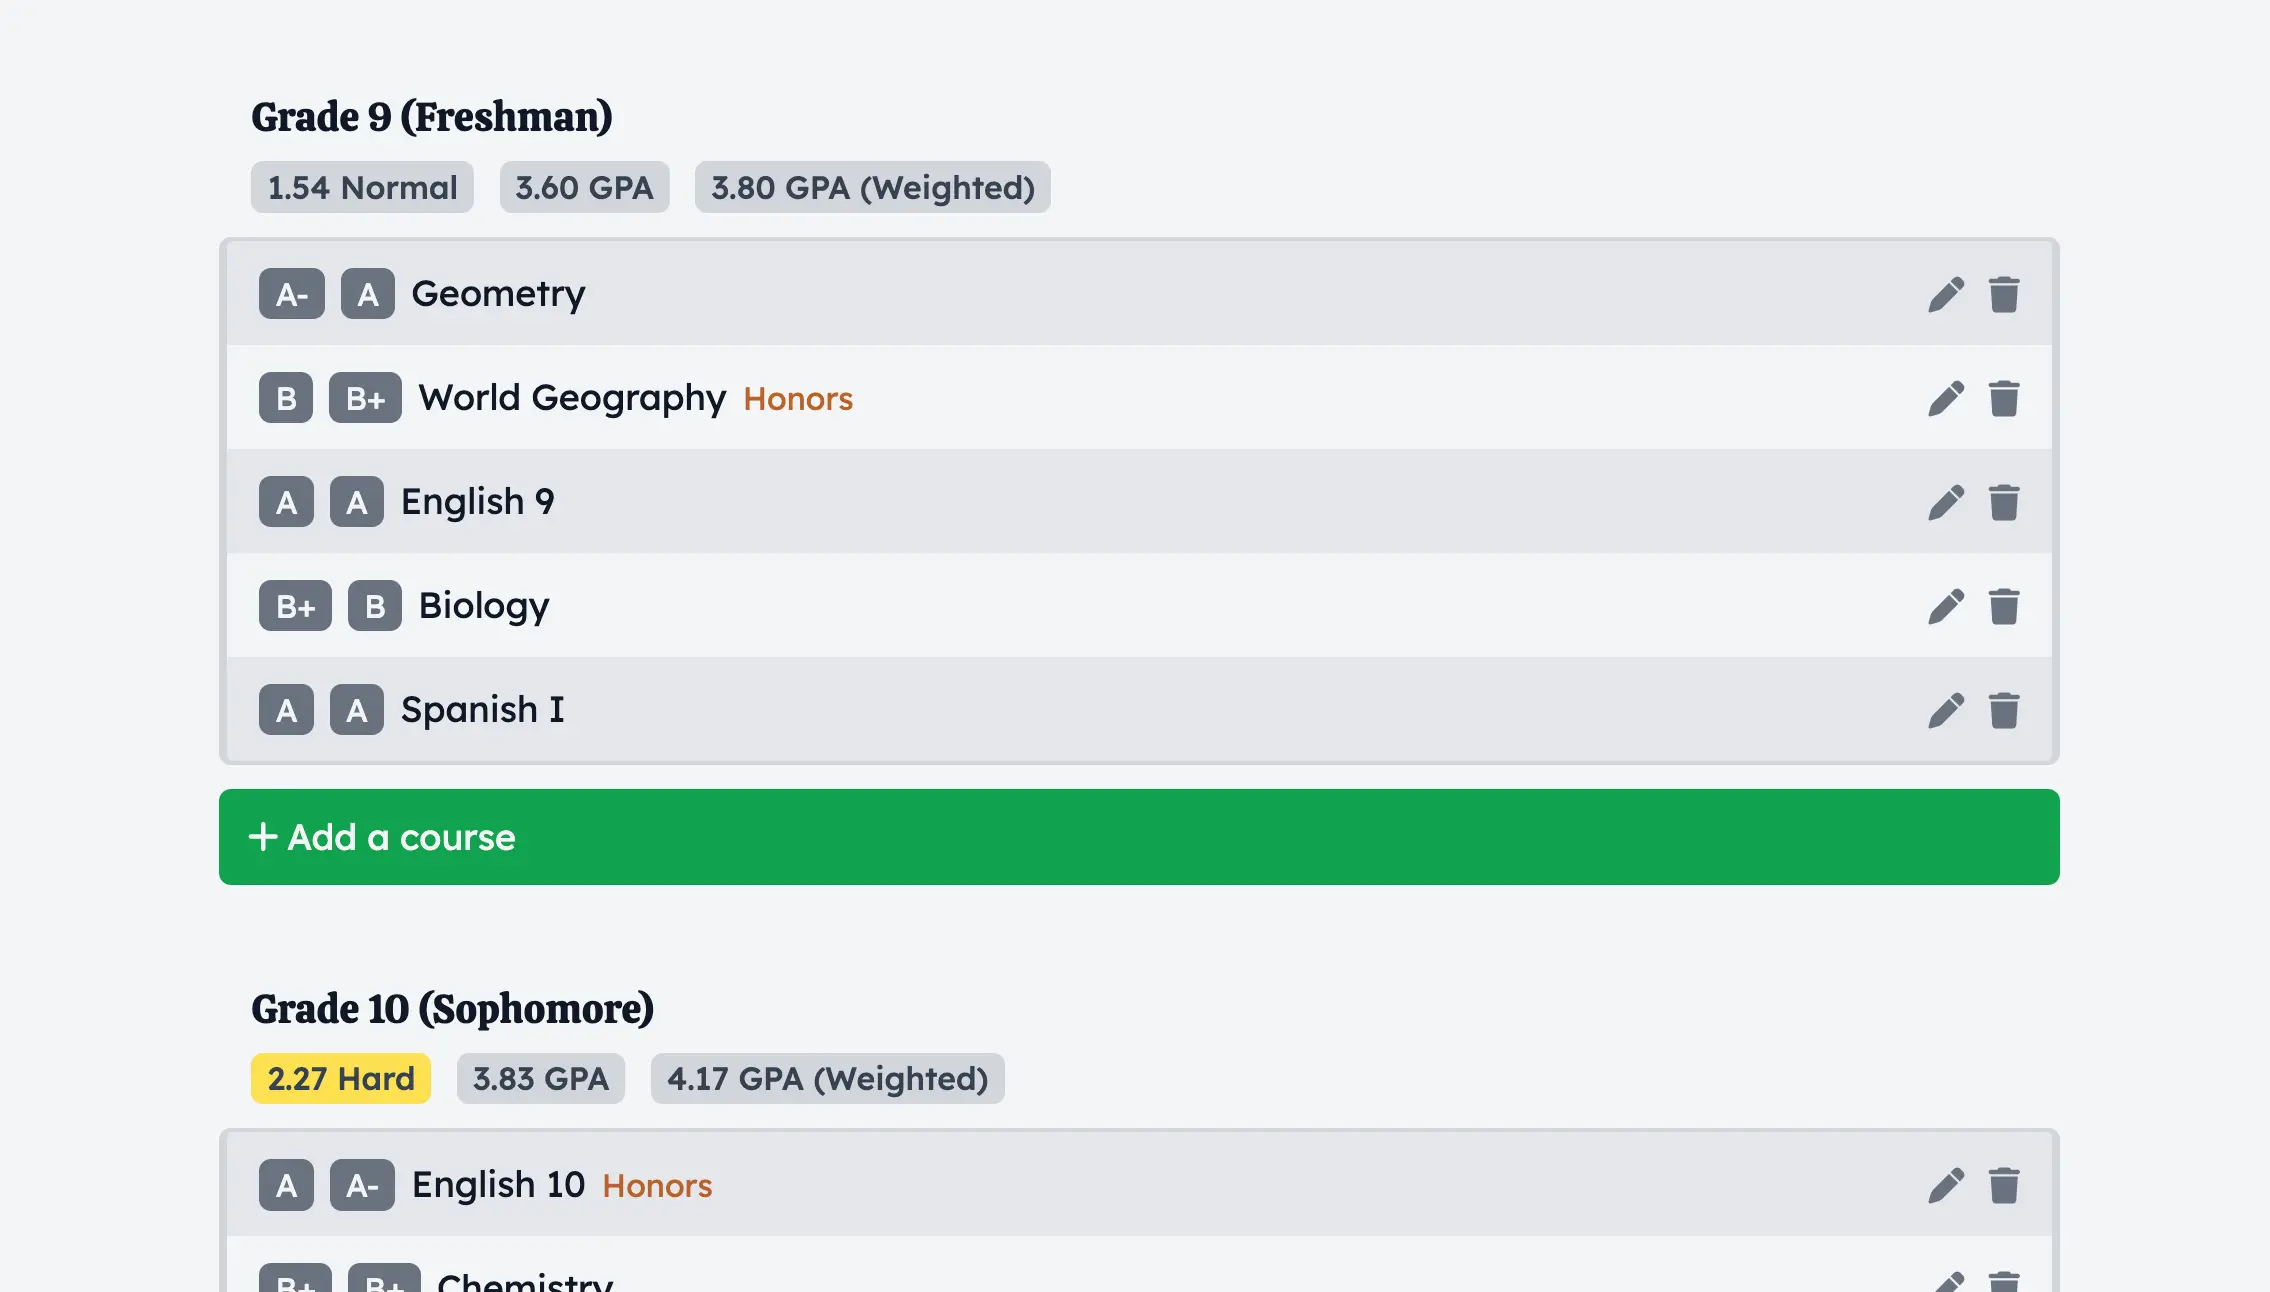 Grade 9 (Freshman)
1.54 Normal 3.60 GPA 3.80 GPA (Weighted)
A- A Geometry
B B+ World Geography Honors
A A English 9
B+ B Biology
A A Spanish I
+ Add a course
Grade 10 (Sophomore)
2.27 Hard 3.83 GPA 4.17 GPA (Weighted)
A A- English 10 Honors
B+ B+ Chemistry